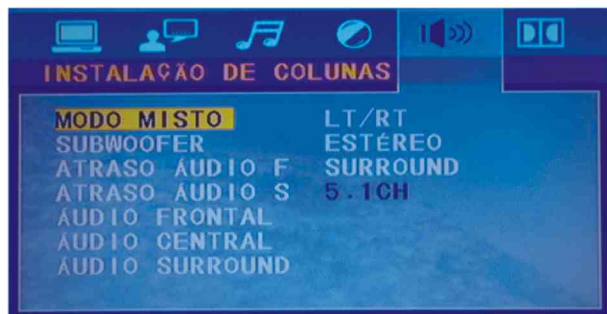 INSTALAÇÃO DE COLUNAS
MODO MISTO LT/RT
SUBWOOFER ESTÉREO
ATRASO ÁUDIO F SURROUND
ATRASO ÁUDIO S 5.1CH
ÁUDIO FRONTAL
ÁUDIO CENTRAL
ÁUDIO SURROUND